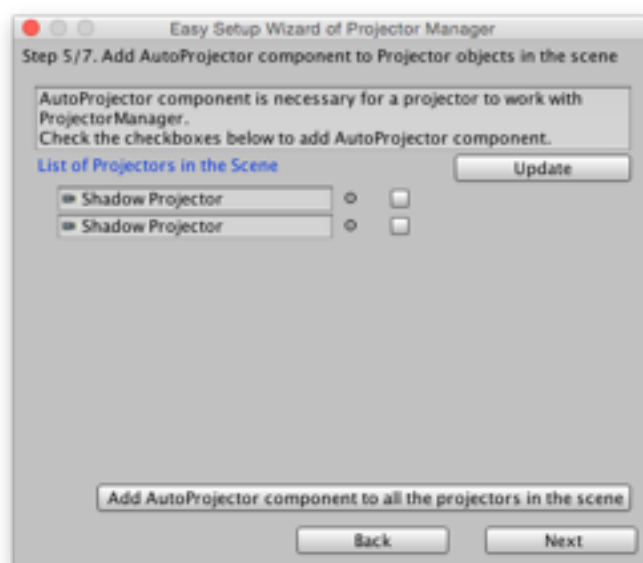 Easy Setup Wizard of Projector Manager
Step 5/7. Add AutoProjector component to Projector objects in the scene
AutoProjector component is necessary for a projector to work with
ProjectorManager.
Check the checkboxes below to add AutoProjector component.
List of Projectors in the Scene
Update
Shadow Projector
Shadow Projector
Add AutoProjector component to all the projectors in the scene
Back
Next